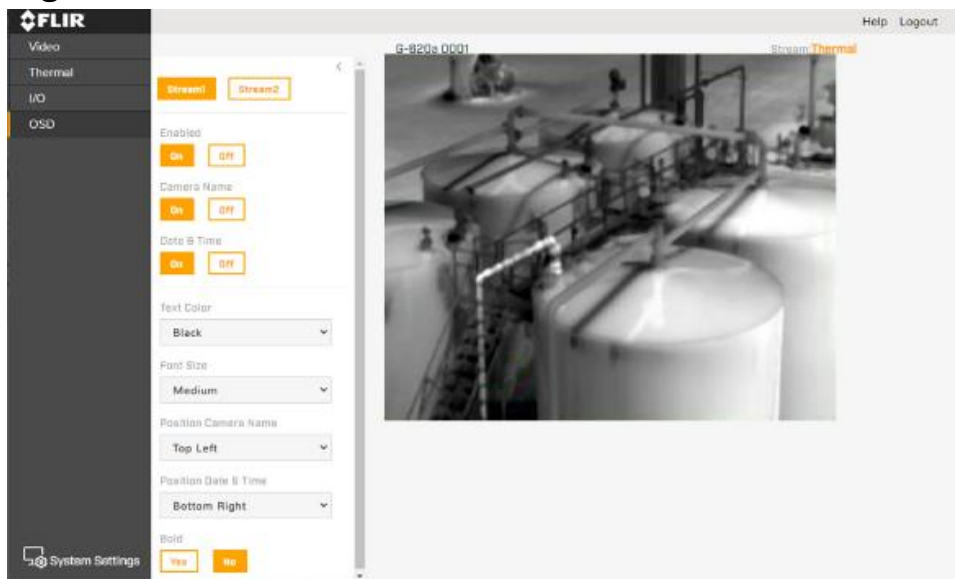 FLIR
Help Logout
Video
Thermal
I/O
OSD
G-620a 0001
Stream:Thermal
Stream1 Stream2
Enabled
On Off
Camera Name
On Off
Date & Time
On Off
Text Color
Black
Font Size
Medium
Position Camera Name
Top Left
Position Date & Time
Bottom Right
Bold
Yes No
System Settings